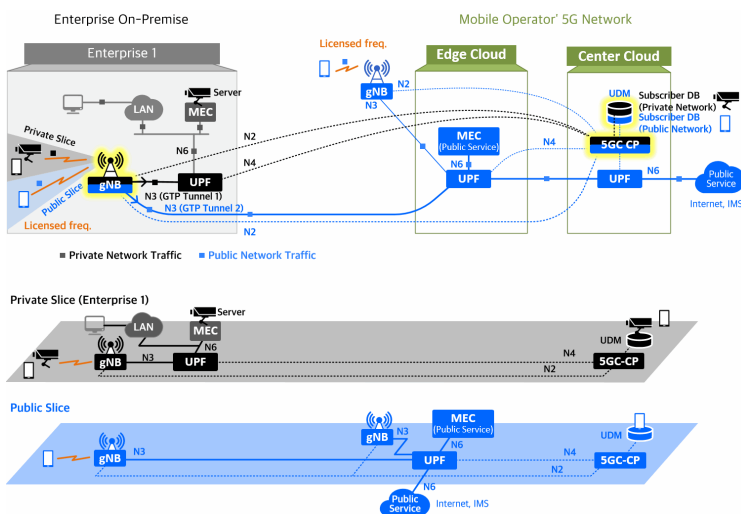 Enterprise On-Premise
Mobile Operator' 5G Network
Enterprise 1
Edge Cloud
Center Cloud
Licensed freq.
Server
LAN
MEC
N6
gNB
N2
N3
UDM
Subscriber DB
(Private Network)
Subscriber DB
(Public Network)
Private Slice
N2
N4
MEC
(Public Service)
N4
5GC CP
N6
gNB
UPF
UPF
UPF
N6
Public
Service
Public Slice
N3 (GTP Tunnel 1)
N3 (GTP Tunnel 2)
Internet, IMS
Licensed freq.
N2
Private Network Traffic
Public Network Traffic
Private Slice (Enterprise 1)
Server
LAN
MEC
N6
UDM
gNB
N3
UPF
N4
N2
5GC-CP
Public Slice
gNB
N3
MEC
(Public Service)
N6
UDM
gNB
N3
UPF
N4
N2
5GC-CP
N6
Public
Service
Internet, IMS